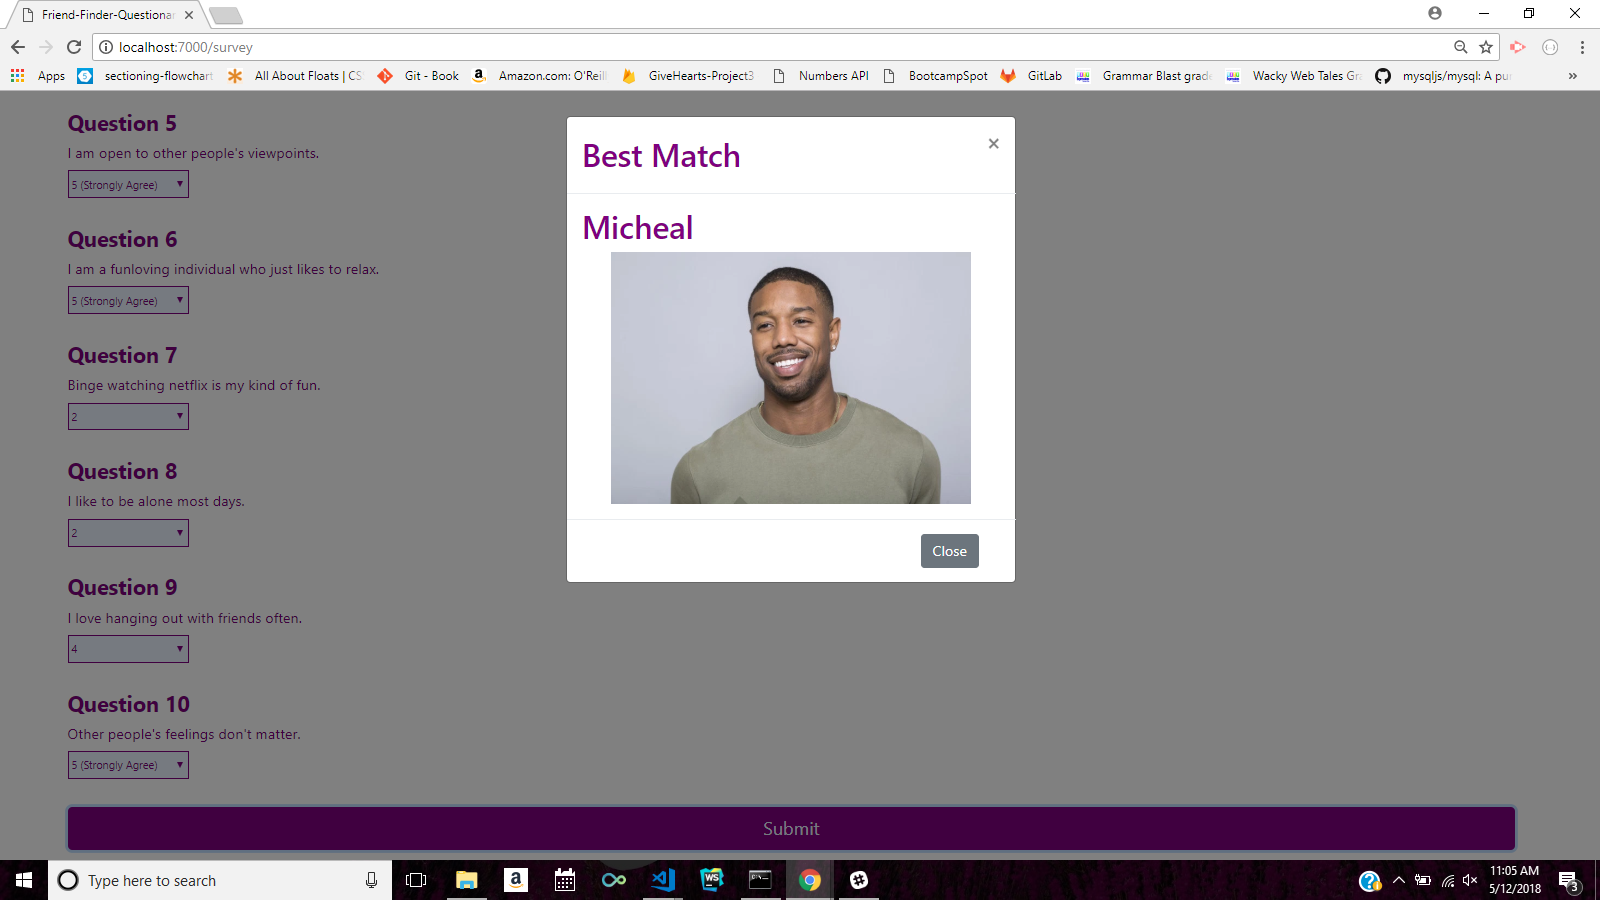 Friend-Finder-Questionar
localhost:7000/survey
Apps
sectioning-flowchart
All About Floats | CS
Git - Book
Amazon.com: O'Reill
GiveHearts-Project3
Numbers API
BootcampSpot
GitLab
Grammar Blast grade
Wacky Web Tales Gra
mysqljs/mysql: A pur
»
Question 5
I am open to other people's viewpoints.
5 (Strongly Agree)
Question 6
I am a funloving individual who just likes to relax.
5 (Strongly Agree)
Question 7
Binge watching netflix is my kind of fun.
2
Question 8
I like to be alone most days.
2
Question 9
I love hanging out with friends often.
4
Question 10
Other people's feelings don't matter.
5 (Strongly Agree)
Submit
Best Match
×
Micheal
Close
Type here to search
11:05 AM
5/12/2018
3